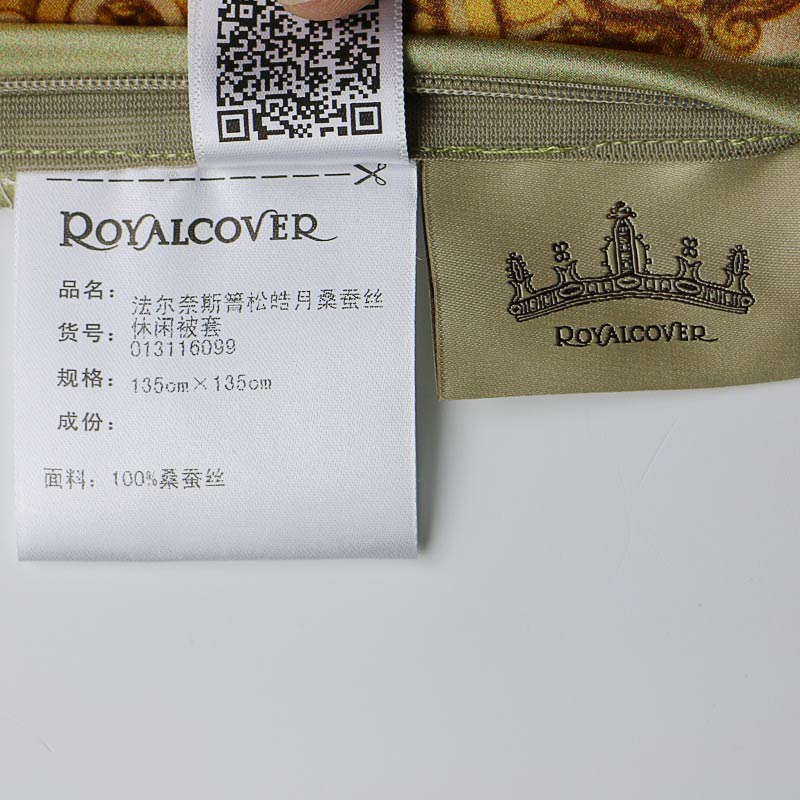 ROYALCOVER
品名：法尔奈斯篙松皓月桑蚕丝
休闲被套
货号：013116099
规格：135cm×135cm
成份：
面料：100%桑蚕丝
ROYALCOVER